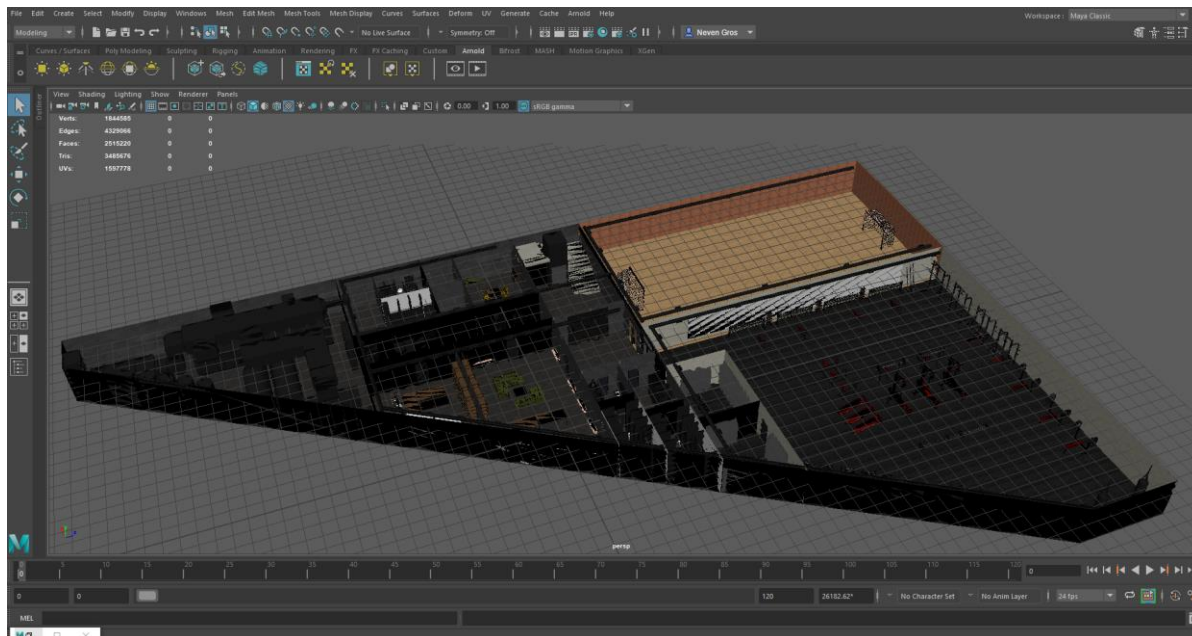 File Edit Create Select Modify Display Windows Mesh Edit Mesh Mesh Tools Mesh Display Curves Surfaces Deform UV Generate Cache Arnold Help Workspace: Maya Classic
Modeling No Live Surface Symmetry: Off Neven Gros
Curves / Surfaces Poly Modeling Sculpting Rigging Animation Rendering FX FX Caching Custom Arnold Bifrost MASH Motion Graphics XGen
View Shading Lighting Show Renderer Panels
Outliner
0.00 1.00 sRGB gamma
Verts: 1844585 0 0
Edges: 4329066 0 0
Faces: 2515220 0 0
Tris: 3485676 0 0
UVs: 1597778 0 0
persp
0 5 10 15 20 25 30 35 40 45 50 55 60 65 70 75 80 85 90 95 100 105 110 115 120 0
0
0 0 120 26182.62* No Character Set No Anim Layer 24 fps
MEL